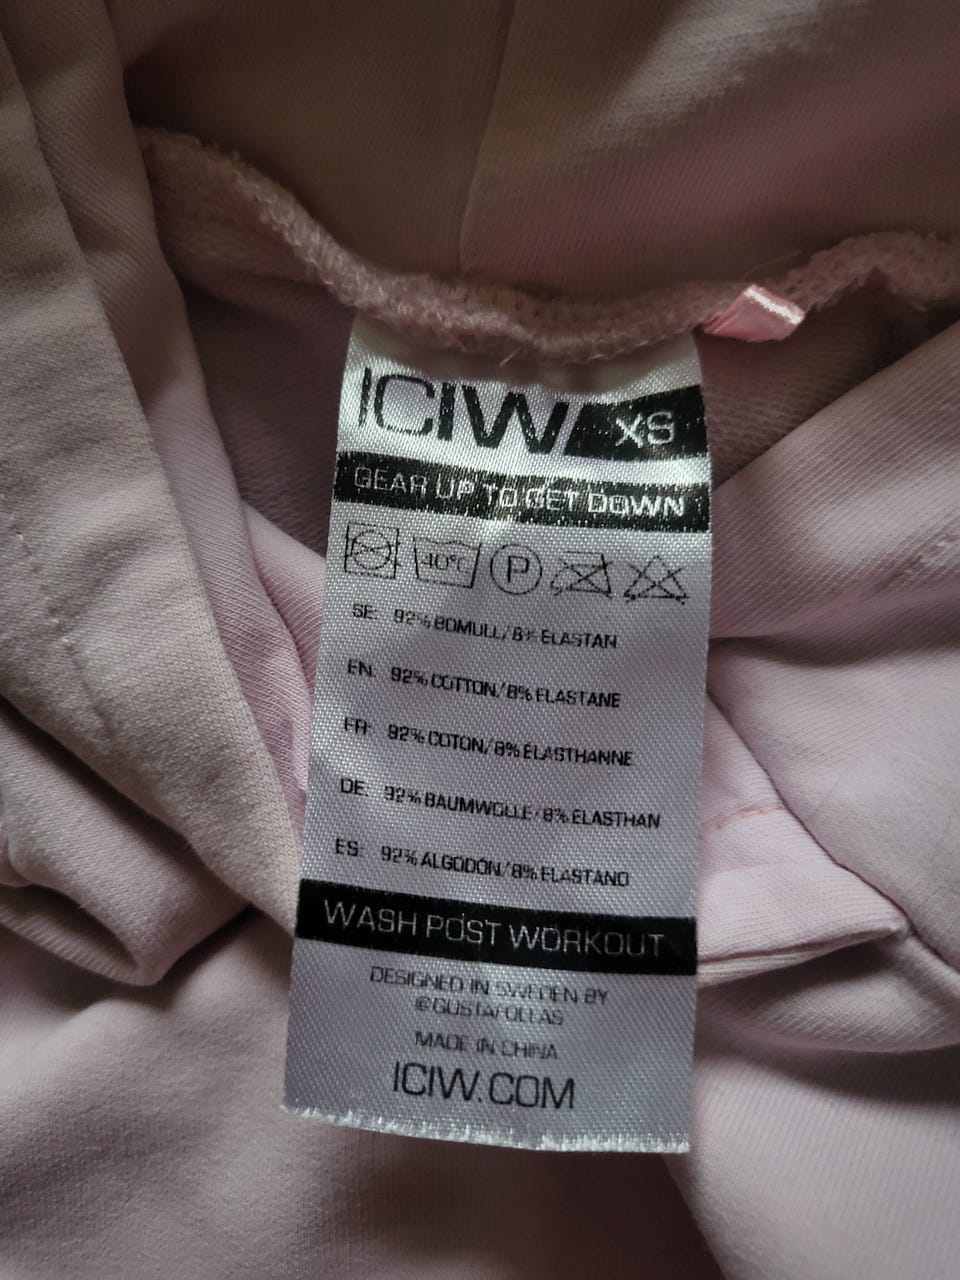 ICIW XS
GEAR UP TO GET DOWN
40°C P
SE: 92% BOMULL/8% ELASTAN
EN: 92% COTTON/8% ELASTANE
FR: 92% COTON/8% ELASTHANNE
DE: 92% BAUMWOLLE/8% ELASTHAN
ES: 92% ALGODÓN/8% ELASTANO
WASH POST WORKOUT
DESIGNED IN SWEDEN BY
@GUSTAFOLLAS
MADE IN CHINA
ICIW.COM